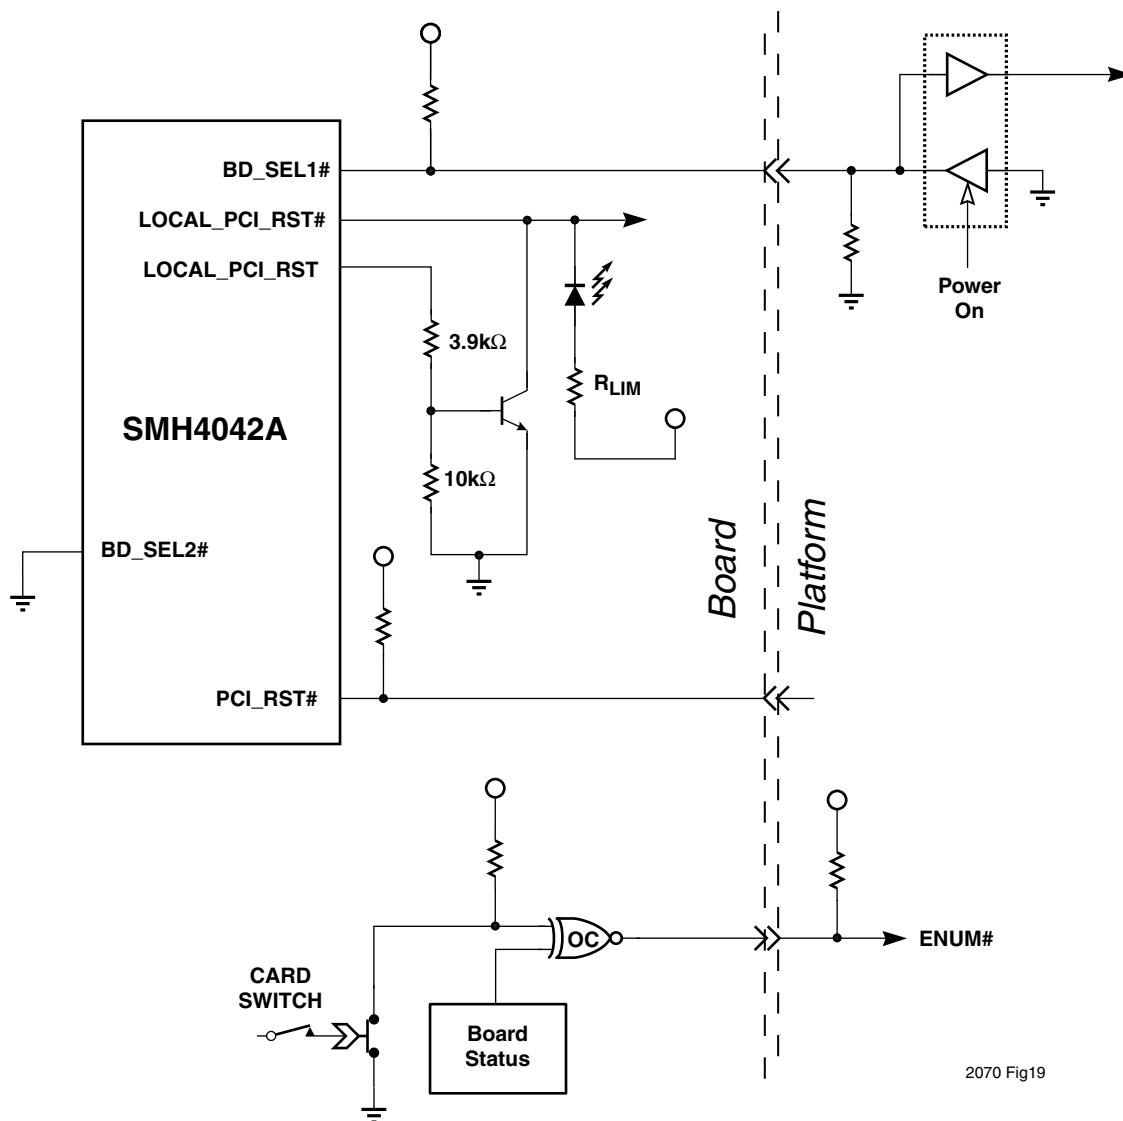 BD_SEL1#
LOCAL_PCI_RST#
LOCAL_PCI_RST
Power
On
3.9kΩ
RLIM
SMH4042A
10kΩ
BD_SEL2#
Board
Platform
PCI_RST#
OC
ENUM#
CARD
SWITCH
Board
Status
2070 Fig19